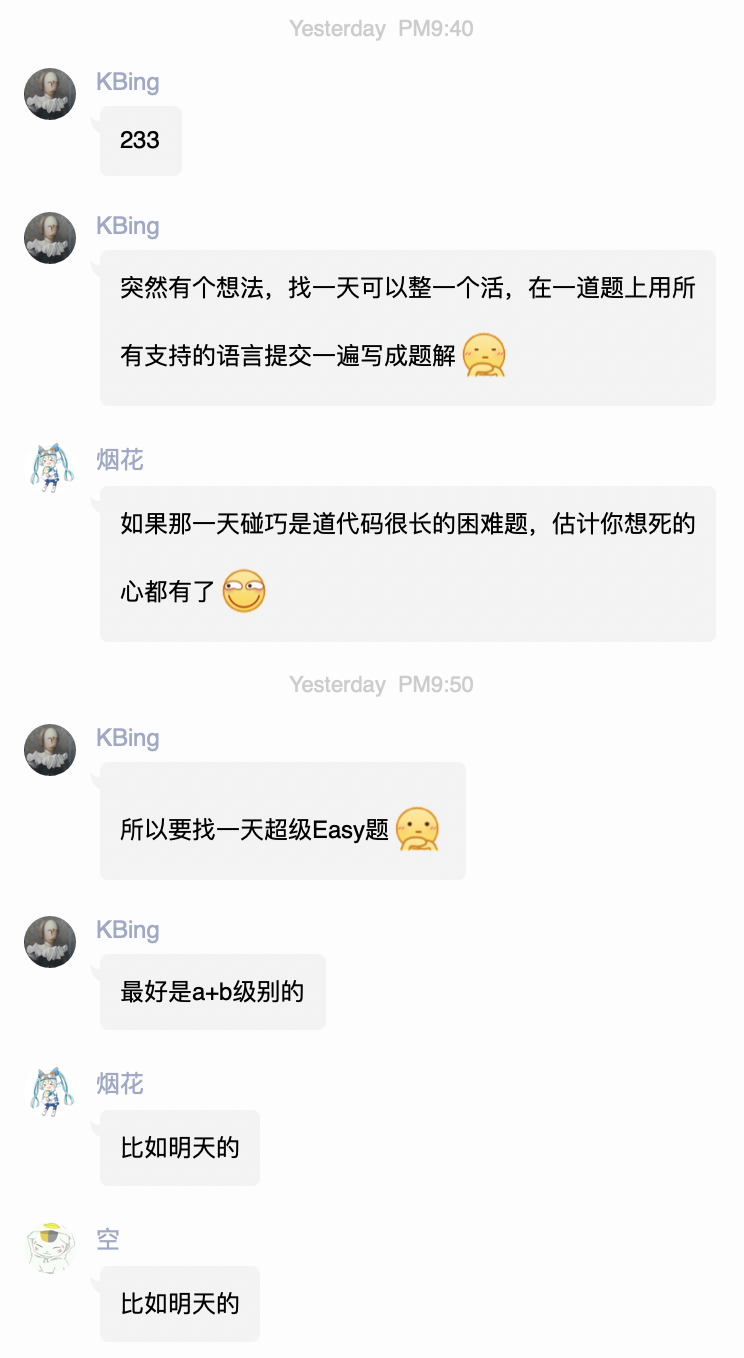 Yesterday PM9:40
KBing
233
KBing
突然有个想法，找一天可以整一个活，在一道题上用所
有支持的语言提交一遍写成题解
烟花
如果那一天碰巧是道代码很长的困难题，估计你想死的
心都有了
Yesterday PM9:50
KBing
所以要找一天超级Easy题
KBing
最好是a+b级别的
烟花
比如明天的
空
比如明天的